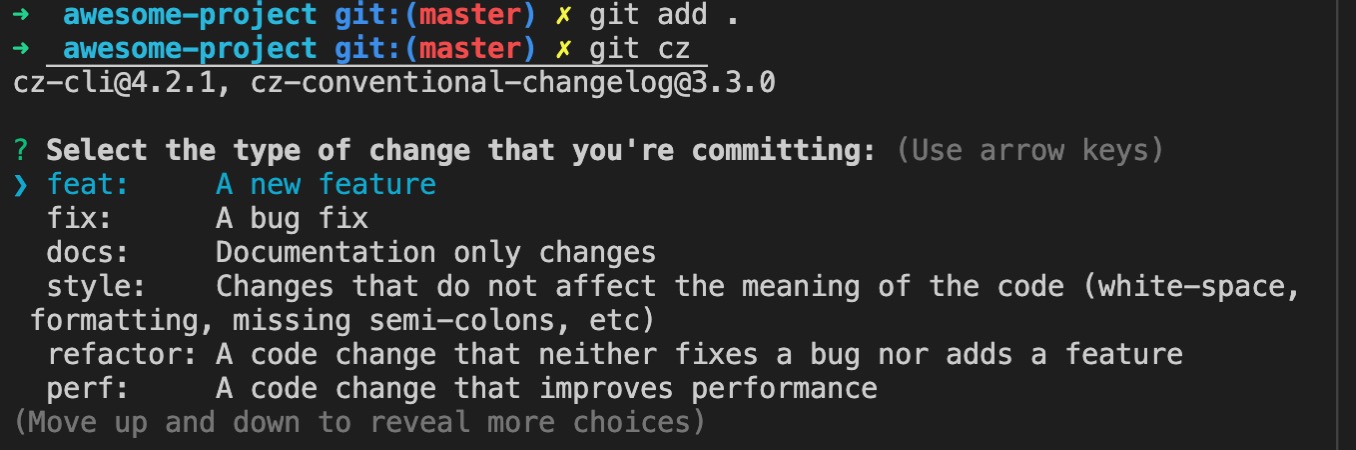 ➜  awesome-project git:(master) ✗ git add .
➜  awesome-project git:(master) ✗ git cz
cz-cli@4.2.1, cz-conventional-changelog@3.3.0
? Select the type of change that you're committing: (Use arrow keys)
❯ feat:     A new feature
  fix:      A bug fix
  docs:     Documentation only changes
  style:    Changes that do not affect the meaning of the code (white-space,
 formatting, missing semi-colons, etc)
  refactor: A code change that neither fixes a bug nor adds a feature
  perf:     A code change that improves performance
(Move up and down to reveal more choices)